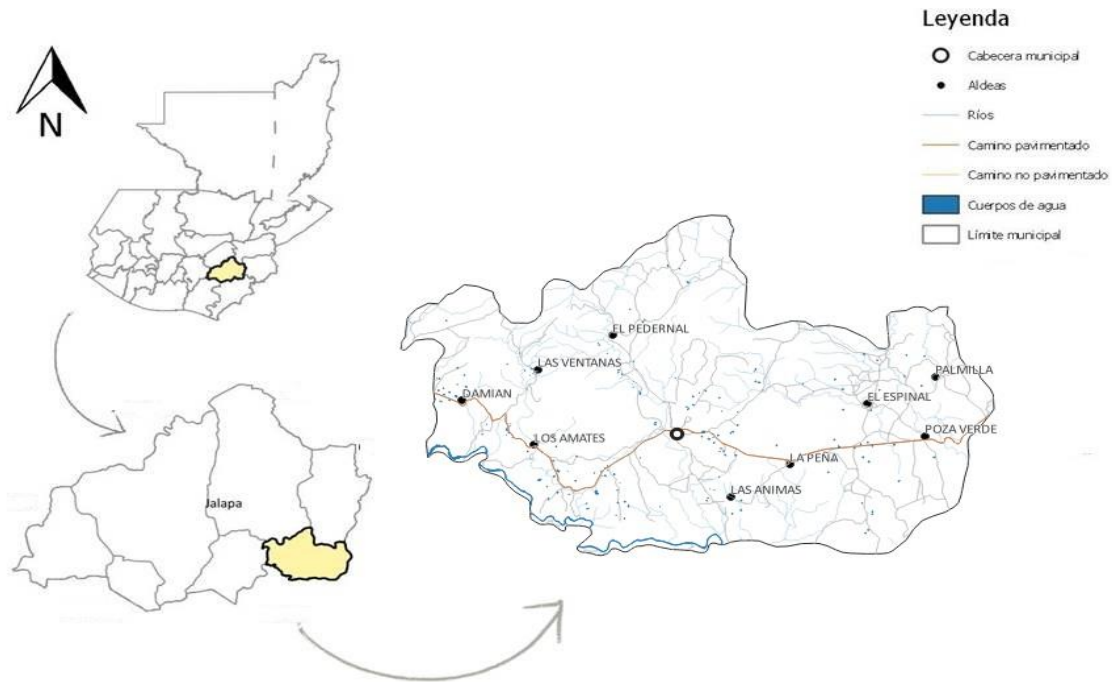 Leyenda
Cabecera municipal
Aldeas
Ríos
Camino pavimentado
Camino no pavimentado
Cuerpos de agua
Límite municipal
N
Jalapa
EL PEDERNAL
LAS VENTANAS
PALMILLA
DAMIAN
EL ESPINAL
POZA VERDE
LOS AMATES
LA PEÑA
LAS ANIMAS